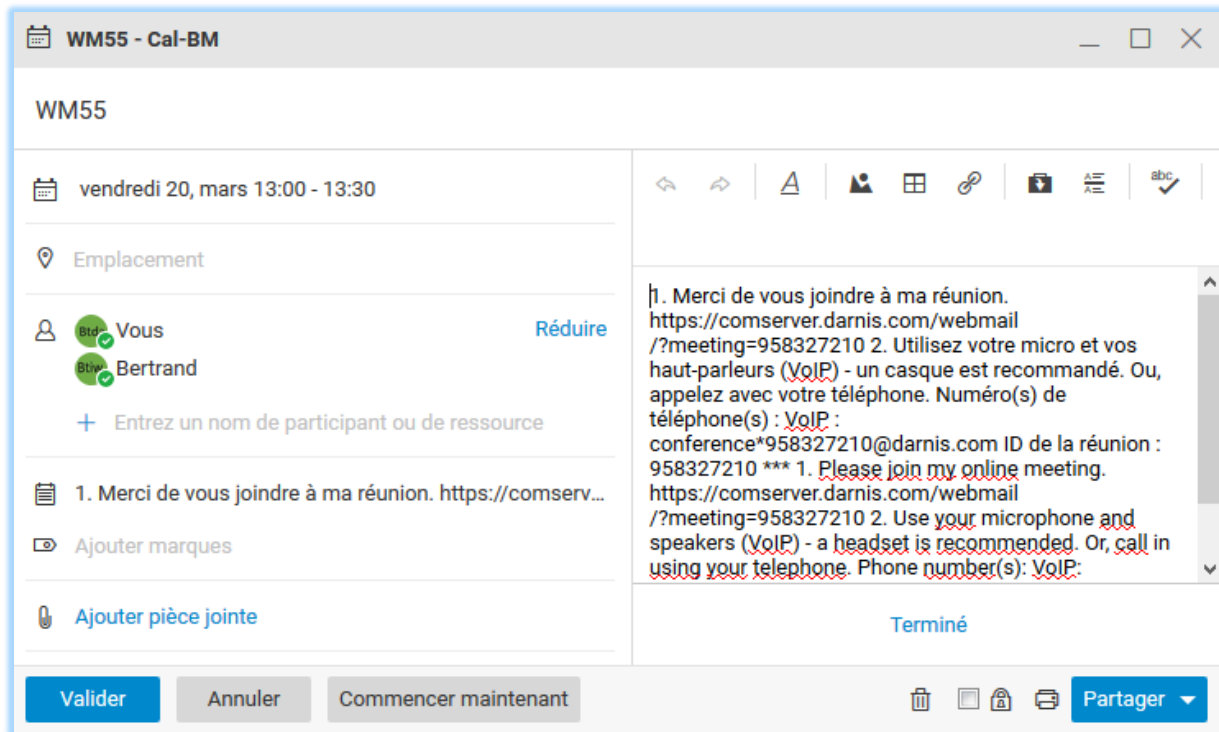 WM55 - Cal-BM
WM55
vendredi 20, mars 13:00 - 13:30
Emplacement
Vous
Réduire
Bertrand
+ Entrez un nom de participant ou de ressource
1. Merci de vous joindre à ma réunion. https://comserv...
Ajouter marques
Ajouter pièce jointe
A
abc
1. Merci de vous joindre à ma réunion.
https://comserver.darnis.com/webmail
/?meeting=958327210 2. Utilisez votre micro et vos
haut-parleurs (VoIP) - un casque est recommandé. Ou,
appelez avec votre téléphone. Numéro(s) de
téléphone(s) : VoIP :
conference*958327210@darnis.com ID de la réunion :
958327210 *** 1. Please join my online meeting.
https://comserver.darnis.com/webmail
/?meeting=958327210 2. Use your microphone and
speakers (VoIP) - a headset is recommended. Or, call in
using your telephone. Phone number(s): VoIP:
Terminé
Valider
Annuler
Commencer maintenant
Partager